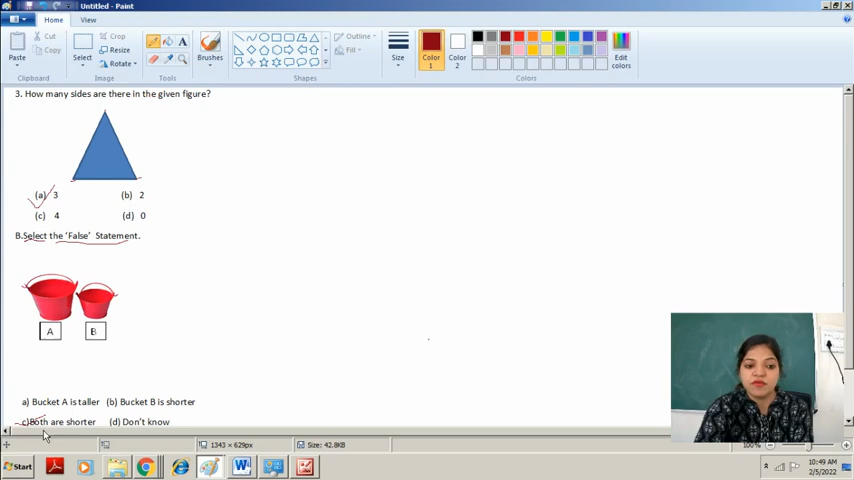 Untitled - Paint
Home View
Paste
Cut
Copy
Clipboard
Select
Crop
Resize
Rotate
Image
Tools
Brushes
Shapes
Outline
Fill
Size
Color 1
Color 2
Colors
Edit colors
3. How many sides are there in the given figure?
(a) 3 (b) 2
(c) 4 (d) 0
B.Select the 'False' Statement.
A B
a) Bucket A is taller (b) Bucket B is shorter
c)Both are shorter (d) Don't know
1343 × 629px Size: 42.8KB 100%
Start
10:49 AM
2/5/2022